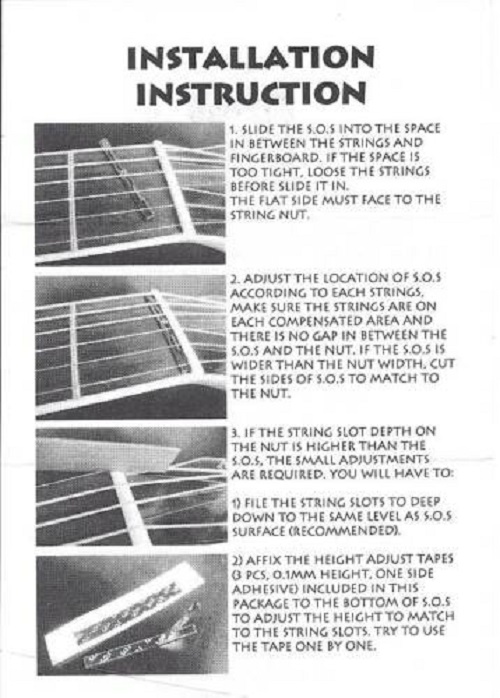 INSTALLATION
INSTRUCTION
1. SLIDE THE S.O.S INTO THE SPACE
IN BETWEEN THE STRINGS AND
FINGERBOARD. IF THE SPACE IS
TOO TIGHT, LOOSE THE STRINGS
BEFORE SLIDE IT IN.
THE FLAT SIDE MUST FACE TO THE
STRING NUT.
2. ADJUST THE LOCATION OF S.O.S
ACCORDING TO EACH STRINGS,
MAKE SURE THE STRINGS ARE ON
EACH COMPENSATED AREA AND
THERE IS NO GAP IN BETWEEN THE
S.O.S AND THE NUT. IF THE S.O.S IS
WIDER THAN THE NUT WIDTH, CUT
THE SIDES OF S.O.S TO MATCH TO
THE NUT.
3. IF THE STRING SLOT DEPTH ON
THE NUT IS HIGHER THAN THE
S.O.S, THE SMALL ADJUSTMENTS
ARE REQUIRED. YOU WILL HAVE TO:
1) FILE THE STRING SLOTS TO DEEP
DOWN TO THE SAME LEVEL AS S.O.S
SURFACE (RECOMMENDED).
2) AFFIX THE HEIGHT ADJUST TAPES
(3 PCS, 0.1MM HEIGHT, ONE SIDE
ADHESIVE) INCLUDED IN THIS
PACKAGE TO THE BOTTOM OF S.O.S
TO ADJUST THE HEIGHT TO MATCH
TO THE STRING SLOTS. TRY TO USE
THE TAPE ONE BY ONE.